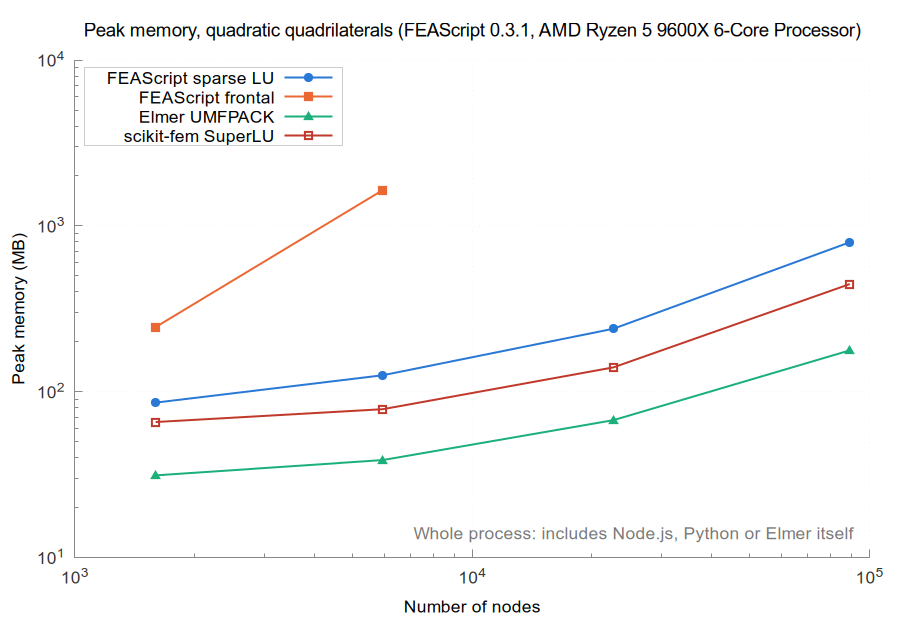 Peak memory, quadratic quadrilaterals (FEAScript 0.3.1, AMD Ryzen 5 9600X 6-Core Processor)
FEAScript sparse LU
FEAScript frontal
Elmer UMFPACK
scikit-fem SuperLU
Peak memory (MB)
10⁴
10³
10²
10¹
Whole process: includes Node.js, Python or Elmer itself
10³ 10⁴ 10⁵
Number of nodes